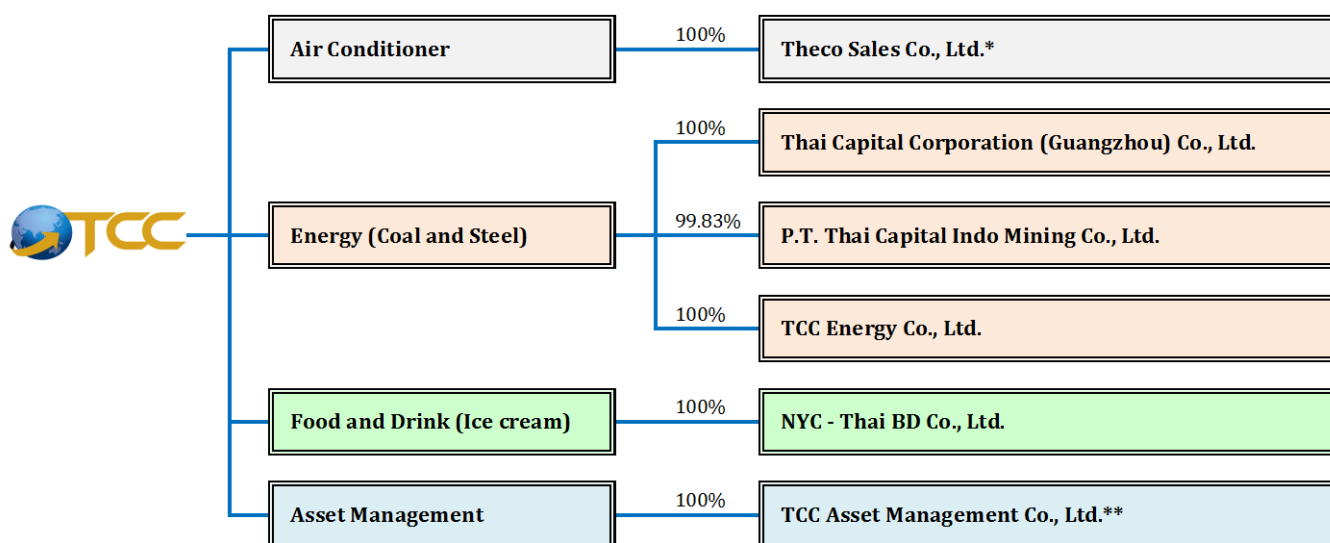 Air Conditioner
100%
Theco Sales Co., Ltd.*
100%
Thai Capital Corporation (Guangzhou) Co., Ltd.
TCC
Energy (Coal and Steel)
99.83%
P.T. Thai Capital Indo Mining Co., Ltd.
100%
TCC Energy Co., Ltd.
Food and Drink (Ice cream)
100%
NYC - Thai BD Co., Ltd.
Asset Management
100%
TCC Asset Management Co., Ltd.**